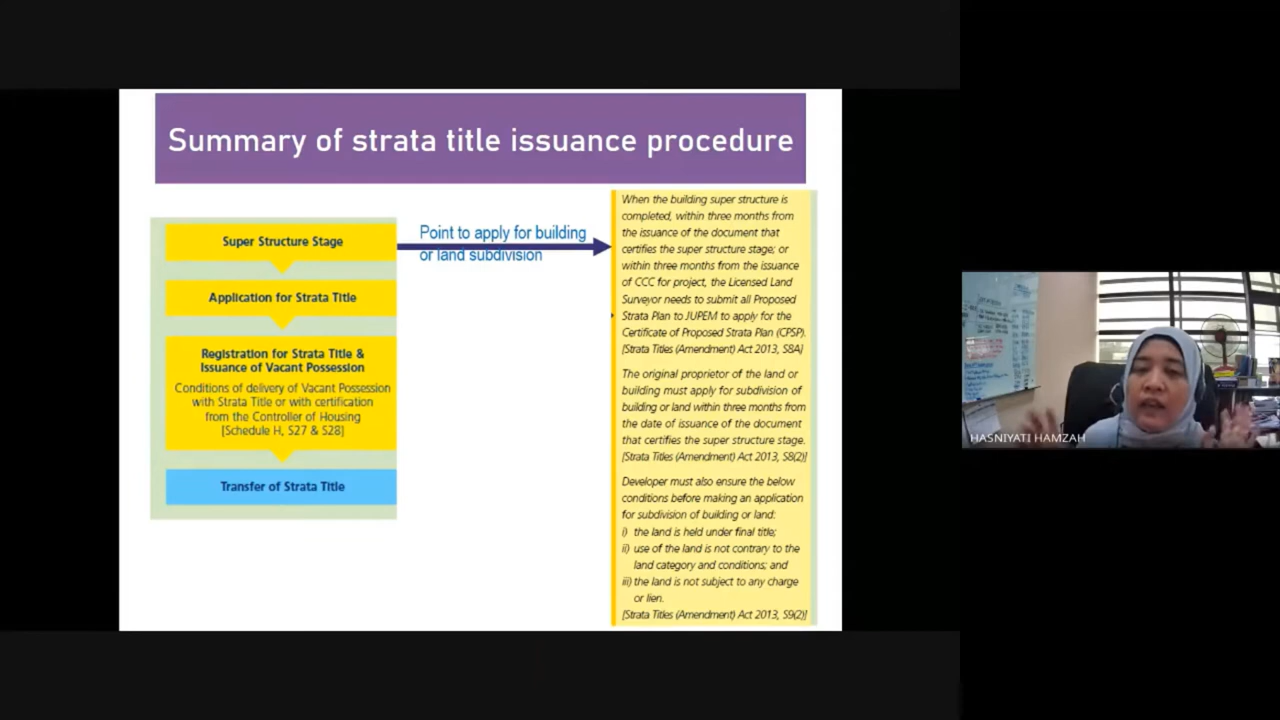 Summary of strata title issuance procedure
Super Structure Stage
Application for Strata Title
Registration for Strata Title &
Issuance of Vacant Possession
Conditions of delivery of Vacant Possession
with Strata Title or with certification
from the Controller of Housing
[Schedule H, S27 & S28]
Transfer of Strata Title
Point to apply for building
or land subdivision
When the building super structure is
completed, within three months from
the issuance of the document that
certifies the super structure stage; or
within three months from the issuance
of CCC for project, the Licensed Land
Surveyor needs to submit all Proposed
Strata Plan to JUPEM to apply for the
Certificate of Proposed Strata Plan (CPSP).
[Strata Titles (Amendment) Act 2013, S8A]
The original proprietor of the land or
building must apply for subdivision of
building or land within three months from
the date of issuance of the document
that certifies the super structure stage.
[Strata Titles (Amendment) Act 2013, S8(2)]
Developer must also ensure the below
conditions before making an application
for subdivision of building or land:
i) the land is held under final title;
ii) use of the land is not contrary to the
land category and conditions; and
iii) the land is not subject to any charge
or lien.
[Strata Titles (Amendment) Act 2013, S9(2)]
HASNIYATI HAMZAH